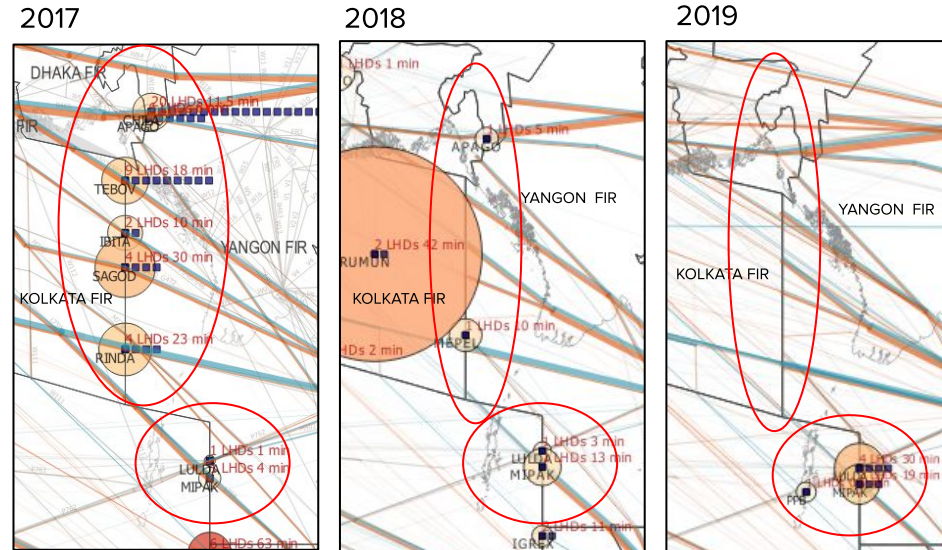 2017
DHAKA FIR
20 LHDs 11.5 min
APAGO
FIR
9 LHDs 18 min
TEBOV
2 LHDs 10 min
IBITA
YANGON FIR
4 LHDs 30 min
SAGOD
KOLKATA FIR
4 LHDs 23 min
RINDA
1 LHDs 1 min
LULDA
LHDs 4 min
MIPAK
6 LHDs 63 min
2018
LHDs 1 min
LHDs 5 min
APAGO
YANGON FIR
2 LHDs 42 min
RUMUN
KOLKATA FIR
1 LHDs 10 min
MEPEL
HDs 2 min
LHDs 3 min
LULDA
LHDs 13 min
MIPAK
LHDs 11 min
IGREX
2019
YANGON FIR
KOLKATA FIR
4 LHDs 30 min
LHDs 19 min
MIPAK
PPB